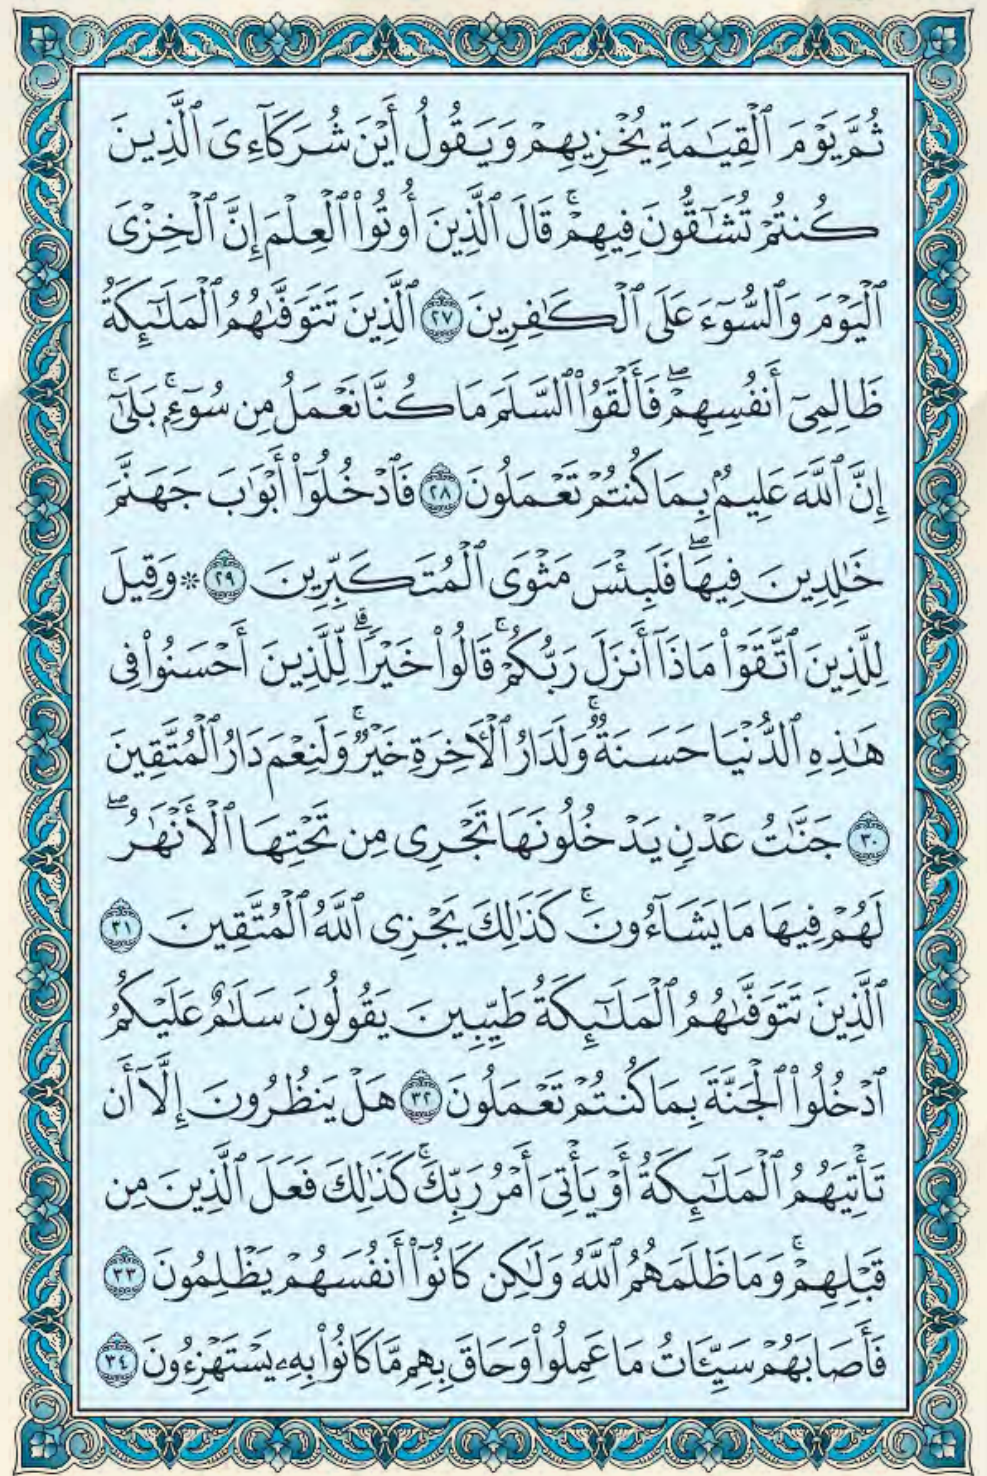 ثُمَّ يَوْمَ ٱلْقِيَٰمَةِ يُخْزِيهِمْ وَيَقُولُ أَيْنَ شُرَكَآءِىَ ٱلَّذِينَ
كُنتُمْ تُشَٰٓقُّونَ فِيهِمْ ۚ قَالَ ٱلَّذِينَ أُوتُوا۟ ٱلْعِلْمَ إِنَّ ٱلْخِزْىَ
ٱلْيَوْمَ وَٱلسُّوٓءَ عَلَى ٱلْكَٰفِرِينَ ٢٧ ٱلَّذِينَ تَتَوَفَّىٰهُمُ ٱلْمَلَٰٓئِكَةُ
ظَالِمِىٓ أَنفُسِهِمْ ۖ فَأَلْقَوُا۟ ٱلسَّلَمَ مَا كُنَّا نَعْمَلُ مِن سُوٓءٍۭ ۚ بَلَىٰٓ ۚ
إِنَّ ٱللَّهَ عَلِيمٌۢ بِمَا كُنتُمْ تَعْمَلُونَ ٢٨ فَٱدْخُلُوٓا۟ أَبْوَٰبَ جَهَنَّمَ
خَٰلِدِينَ فِيهَا ۖ فَلَبِئْسَ مَثْوَى ٱلْمُتَكَبِّرِينَ ٢٩ ۞ وَقِيلَ
لِلَّذِينَ ٱتَّقَوْا۟ مَاذَآ أَنزَلَ رَبُّكُمْ ۚ قَالُوا۟ خَيْرًا ۗ لِّلَّذِينَ أَحْسَنُوا۟ فِى
هَٰذِهِ ٱلدُّنْيَا حَسَنَةٌ ۚ وَلَدَارُ ٱلْءَاخِرَةِ خَيْرٌ ۚ وَلَنِعْمَ دَارُ ٱلْمُتَّقِينَ
٣٠ جَنَّٰتُ عَدْنٍ يَدْخُلُونَهَا تَجْرِى مِن تَحْتِهَا ٱلْأَنْهَٰرُ ۖ
لَهُمْ فِيهَا مَا يَشَآءُونَ ۚ كَذَٰلِكَ يَجْزِى ٱللَّهُ ٱلْمُتَّقِينَ ٣١
ٱلَّذِينَ تَتَوَفَّىٰهُمُ ٱلْمَلَٰٓئِكَةُ طَيِّبِينَ يَقُولُونَ سَلَٰمٌ عَلَيْكُمُ
ٱدْخُلُوا۟ ٱلْجَنَّةَ بِمَا كُنتُمْ تَعْمَلُونَ ٣٢ هَلْ يَنظُرُونَ إِلَّآ أَن
تَأْتِيَهُمُ ٱلْمَلَٰٓئِكَةُ أَوْ يَأْتِىَ أَمْرُ رَبِّكَ ۚ كَذَٰلِكَ فَعَلَ ٱلَّذِينَ مِن
قَبْلِهِمْ ۚ وَمَا ظَلَمَهُمُ ٱللَّهُ وَلَٰكِن كَانُوٓا۟ أَنفُسَهُمْ يَظْلِمُونَ ٣٣
فَأَصَابَهُمْ سَيِّـَٔاتُ مَا عَمِلُوا۟ وَحَاقَ بِهِم مَّا كَانُوا۟ بِهِۦ يَسْتَهْزِءُونَ ٣٤